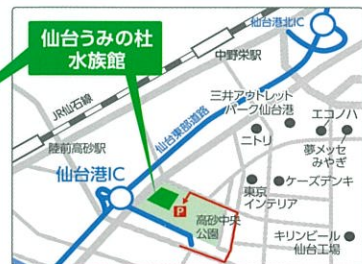 仙台うみの杜
水族館
仙台港北IC
中野栄駅
JR仙石線
三井アウトレット
パーク仙台港
仙台東部道路
エコノハ
ニトリ
夢メッセ
みやぎ
陸前高砂駅
仙台港IC
ケーズデンキ
東京
インテリア
P
高砂中央
公園
キリンビール
仙台工場